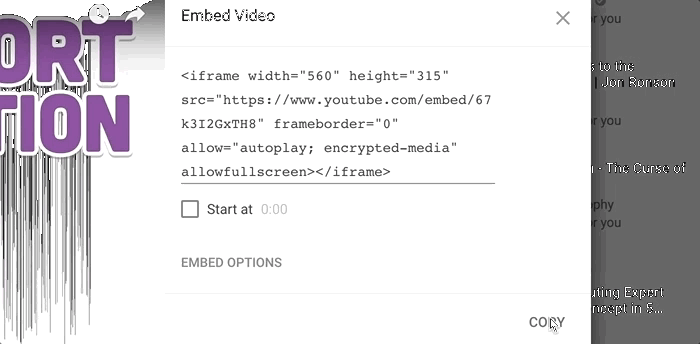 ORT
TION
Embed Video
<iframe width="560" height="315"
src="https://www.youtube.com/embed/67
k3I2GxTH8" frameborder="0"
allow="autoplay; encrypted-media"
allowfullscreen></iframe>
Start at 0:00
EMBED OPTIONS
COPY
or you
s to the
| Jon Ronson
or you
- The Curse of
ophy
or you
uting Expert
ncept in 5...